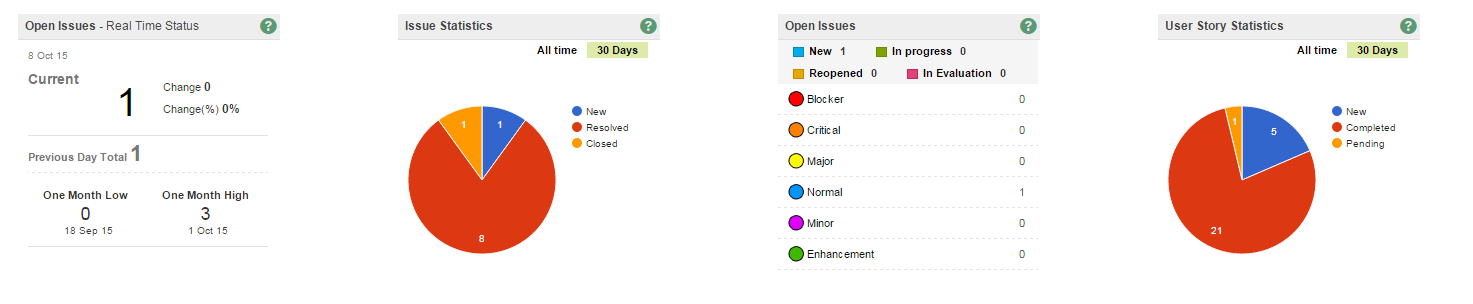 Open Issues - Real Time Status ?
8 Oct 15
Current
1
Change 0
Change(%) 0%
Previous Day Total 1
One Month Low One Month High
0 3
18 Sep 15 1 Oct 15
Issue Statistics ?
All time 30 Days
1 1
8
New
Resolved
Closed
Open Issues ?
New 1 In progress 0
Reopened 0 In Evaluation 0
Blocker 0
Critical 0
Major 0
Normal 1
Minor 0
Enhancement 0
User Story Statistics ?
All time 30 Days
1 5
21
New
Completed
Pending